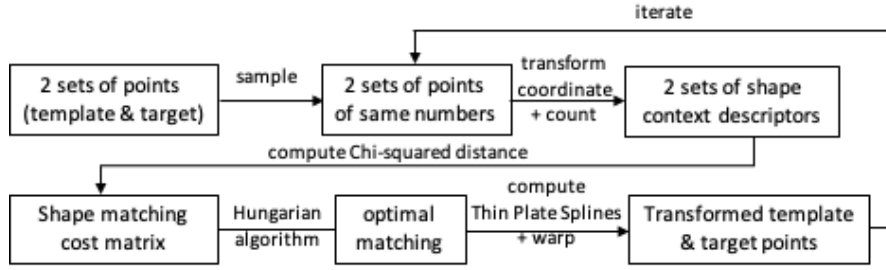 iterate
2 sets of points
(template & target)
sample
2 sets of points
of same numbers
transform
coordinate
+ count
2 sets of shape
context descriptors
compute Chi-squared distance
Shape matching
cost matrix
Hungarian
algorithm
optimal
matching
compute
Thin Plate Splines
+ warp
Transformed template
& target points